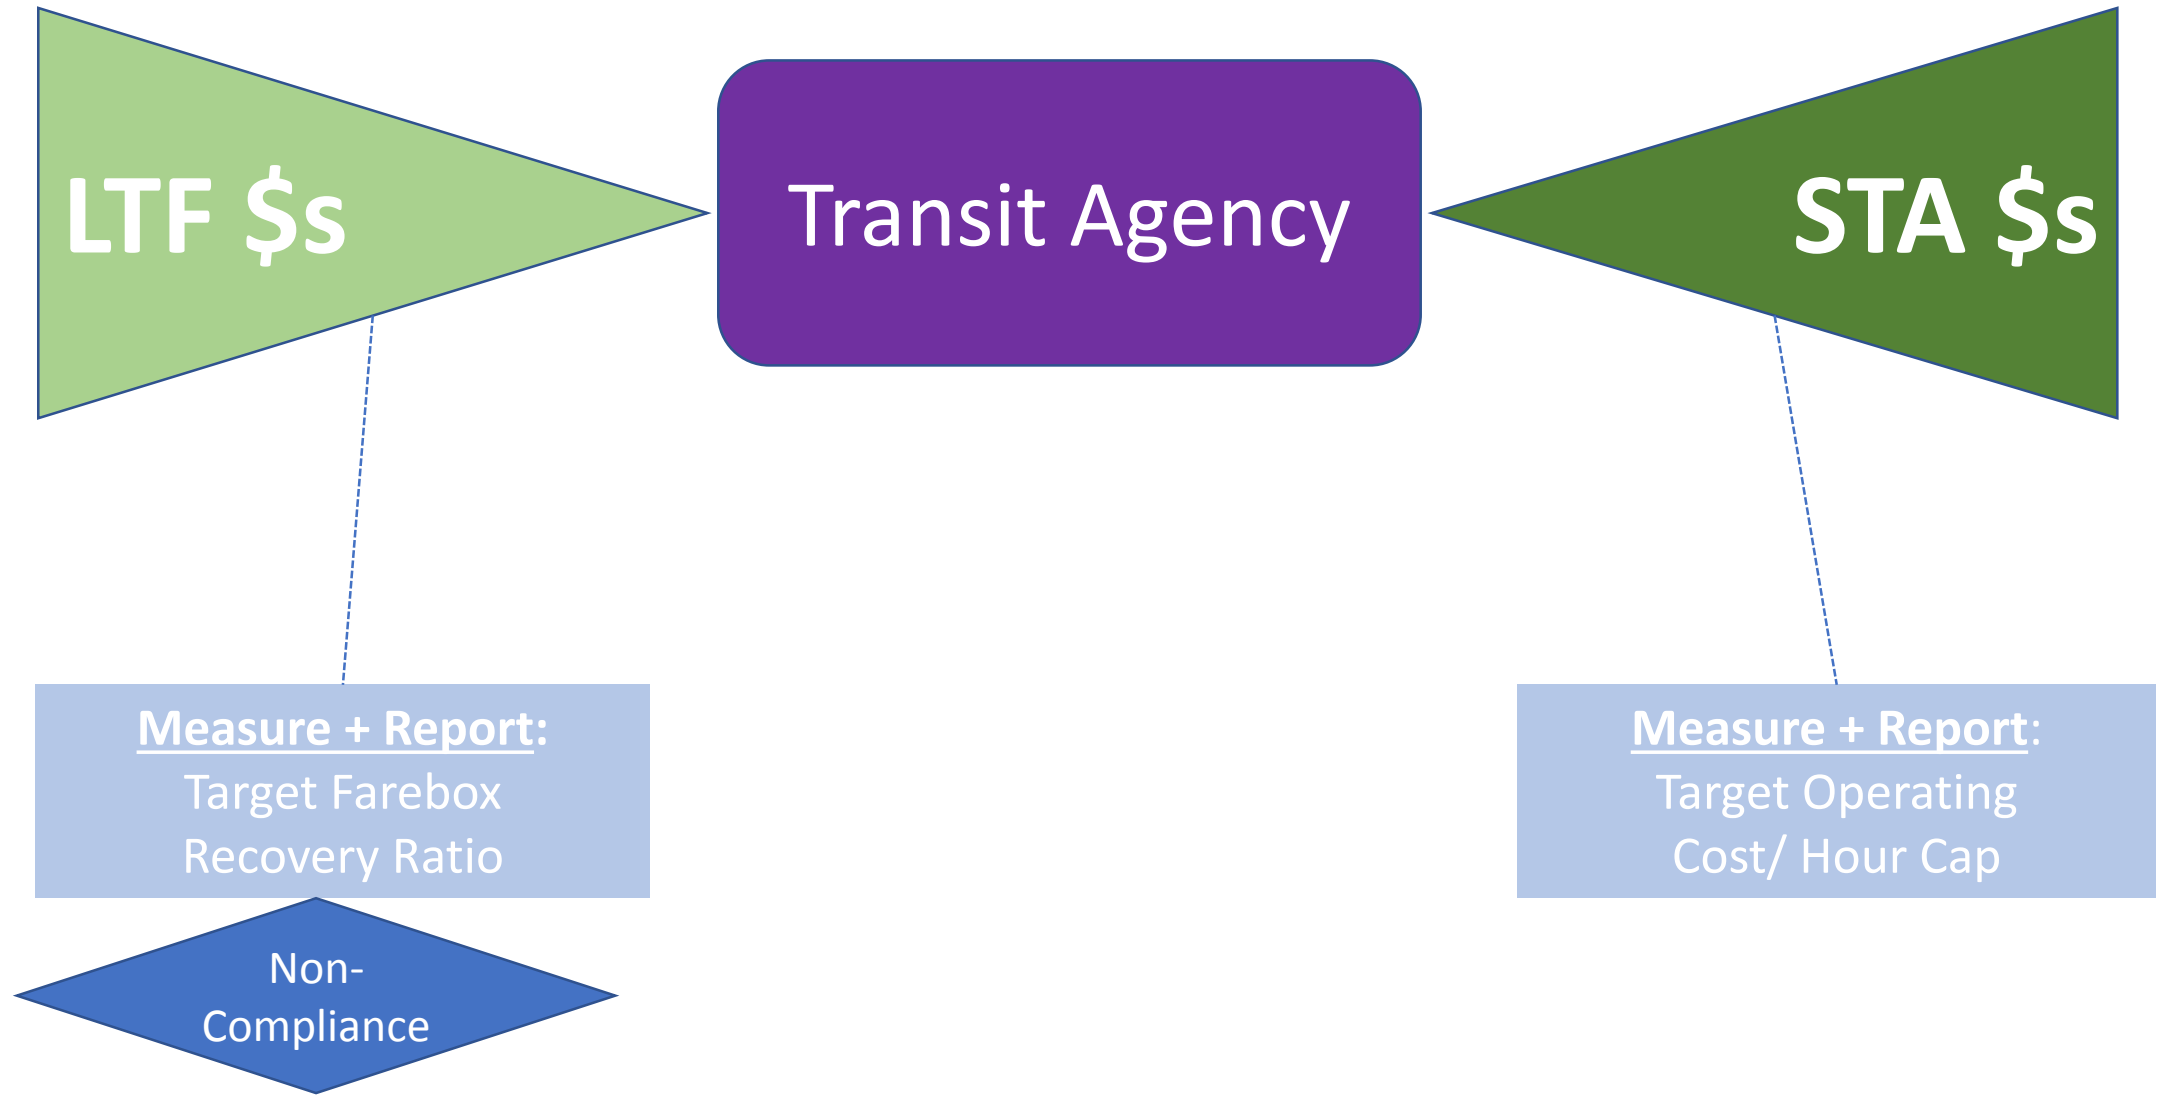 LTF $s
Transit Agency
STA $s
Measure + Report:
Target Farebox
Recovery Ratio
Measure + Report:
Target Operating
Cost/ Hour Cap
Non-
Compliance